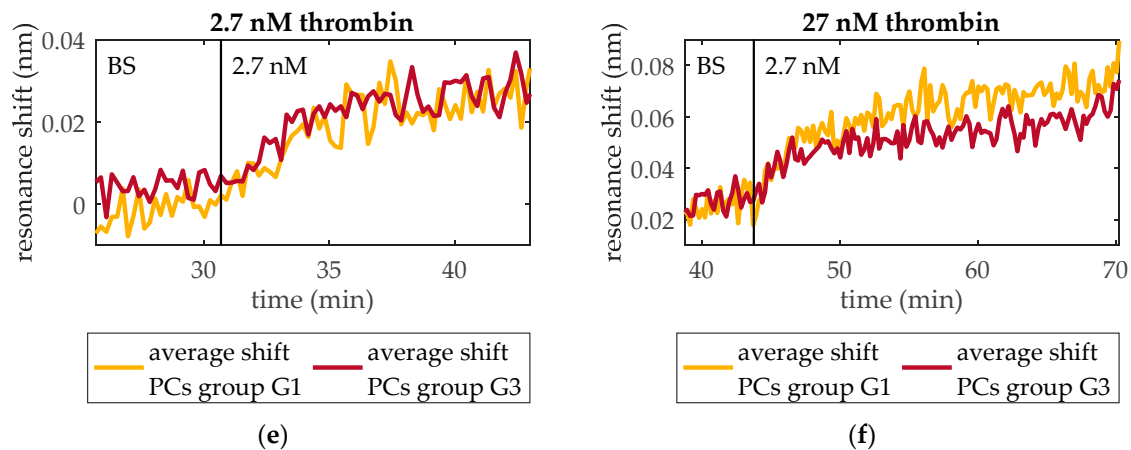 2.7 nM thrombin
0.04
0.02
0
resonance shift (nm)
BS
2.7 nM
30
35
40
time (min)
average shift
PCs group G1
average shift
PCs group G3
(e)
27 nM thrombin
0.08
0.06
0.04
0.02
resonance shift (nm)
BS
2.7 nM
40
50
60
70
time (min)
average shift
PCs group G1
average shift
PCs group G3
(f)